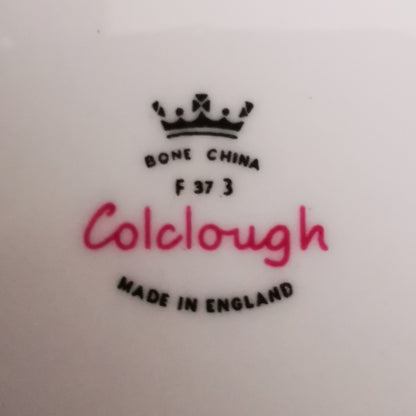 BONE CHINA
F 37 3
Colclough
MADE IN ENGLAND